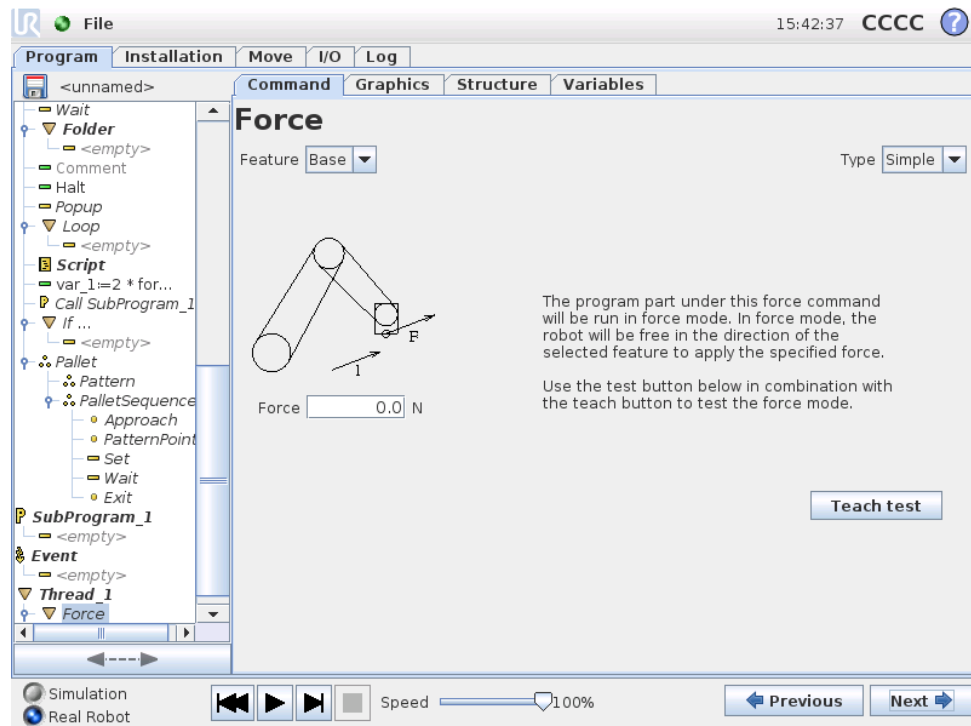 UR File 15:42:37 CCCC ?
Program Installation Move I/O Log
<unnamed>
Command Graphics Structure Variables
Wait
Folder
<empty>
Comment
Halt
Popup
Loop
<empty>
Script
var_1:=2 * for...
P Call SubProgram_1
If ...
<empty>
Pallet
Pattern
PalletSequence
Approach
PatternPoint
Set
Wait
Exit
P SubProgram_1
<empty>
Event
<empty>
Thread_1
Force
Force
Feature Base Type Simple
F
1
Force 0.0 N
The program part under this force command
will be run in force mode. In force mode, the
robot will be free in the direction of the
selected feature to apply the specified force.
Use the test button below in combination with
the teach button to test the force mode.
Teach test
Simulation
Real Robot
Speed 100%
Previous Next